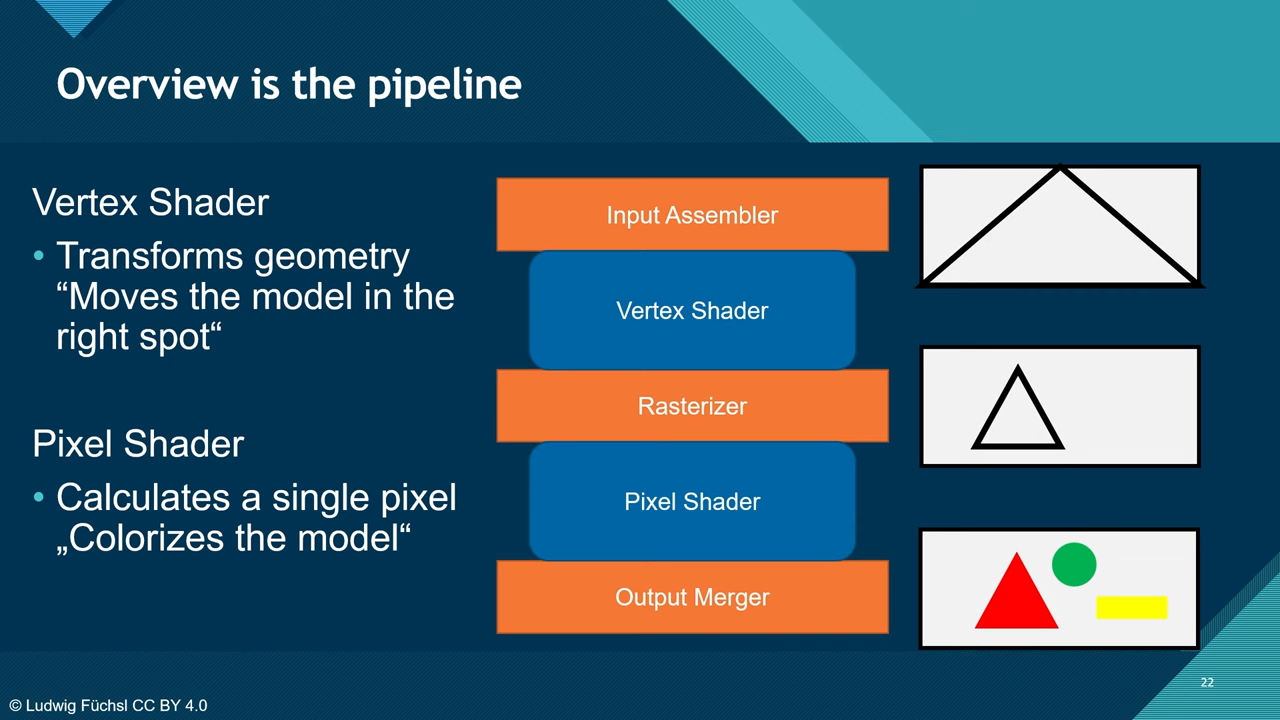 Overview is the pipeline
Vertex Shader
• Transforms geometry
“Moves the model in the
right spot“
Pixel Shader
• Calculates a single pixel
„Colorizes the model“
Input Assembler
Vertex Shader
Rasterizer
Pixel Shader
Output Merger
22
© Ludwig Füchsl CC BY 4.0